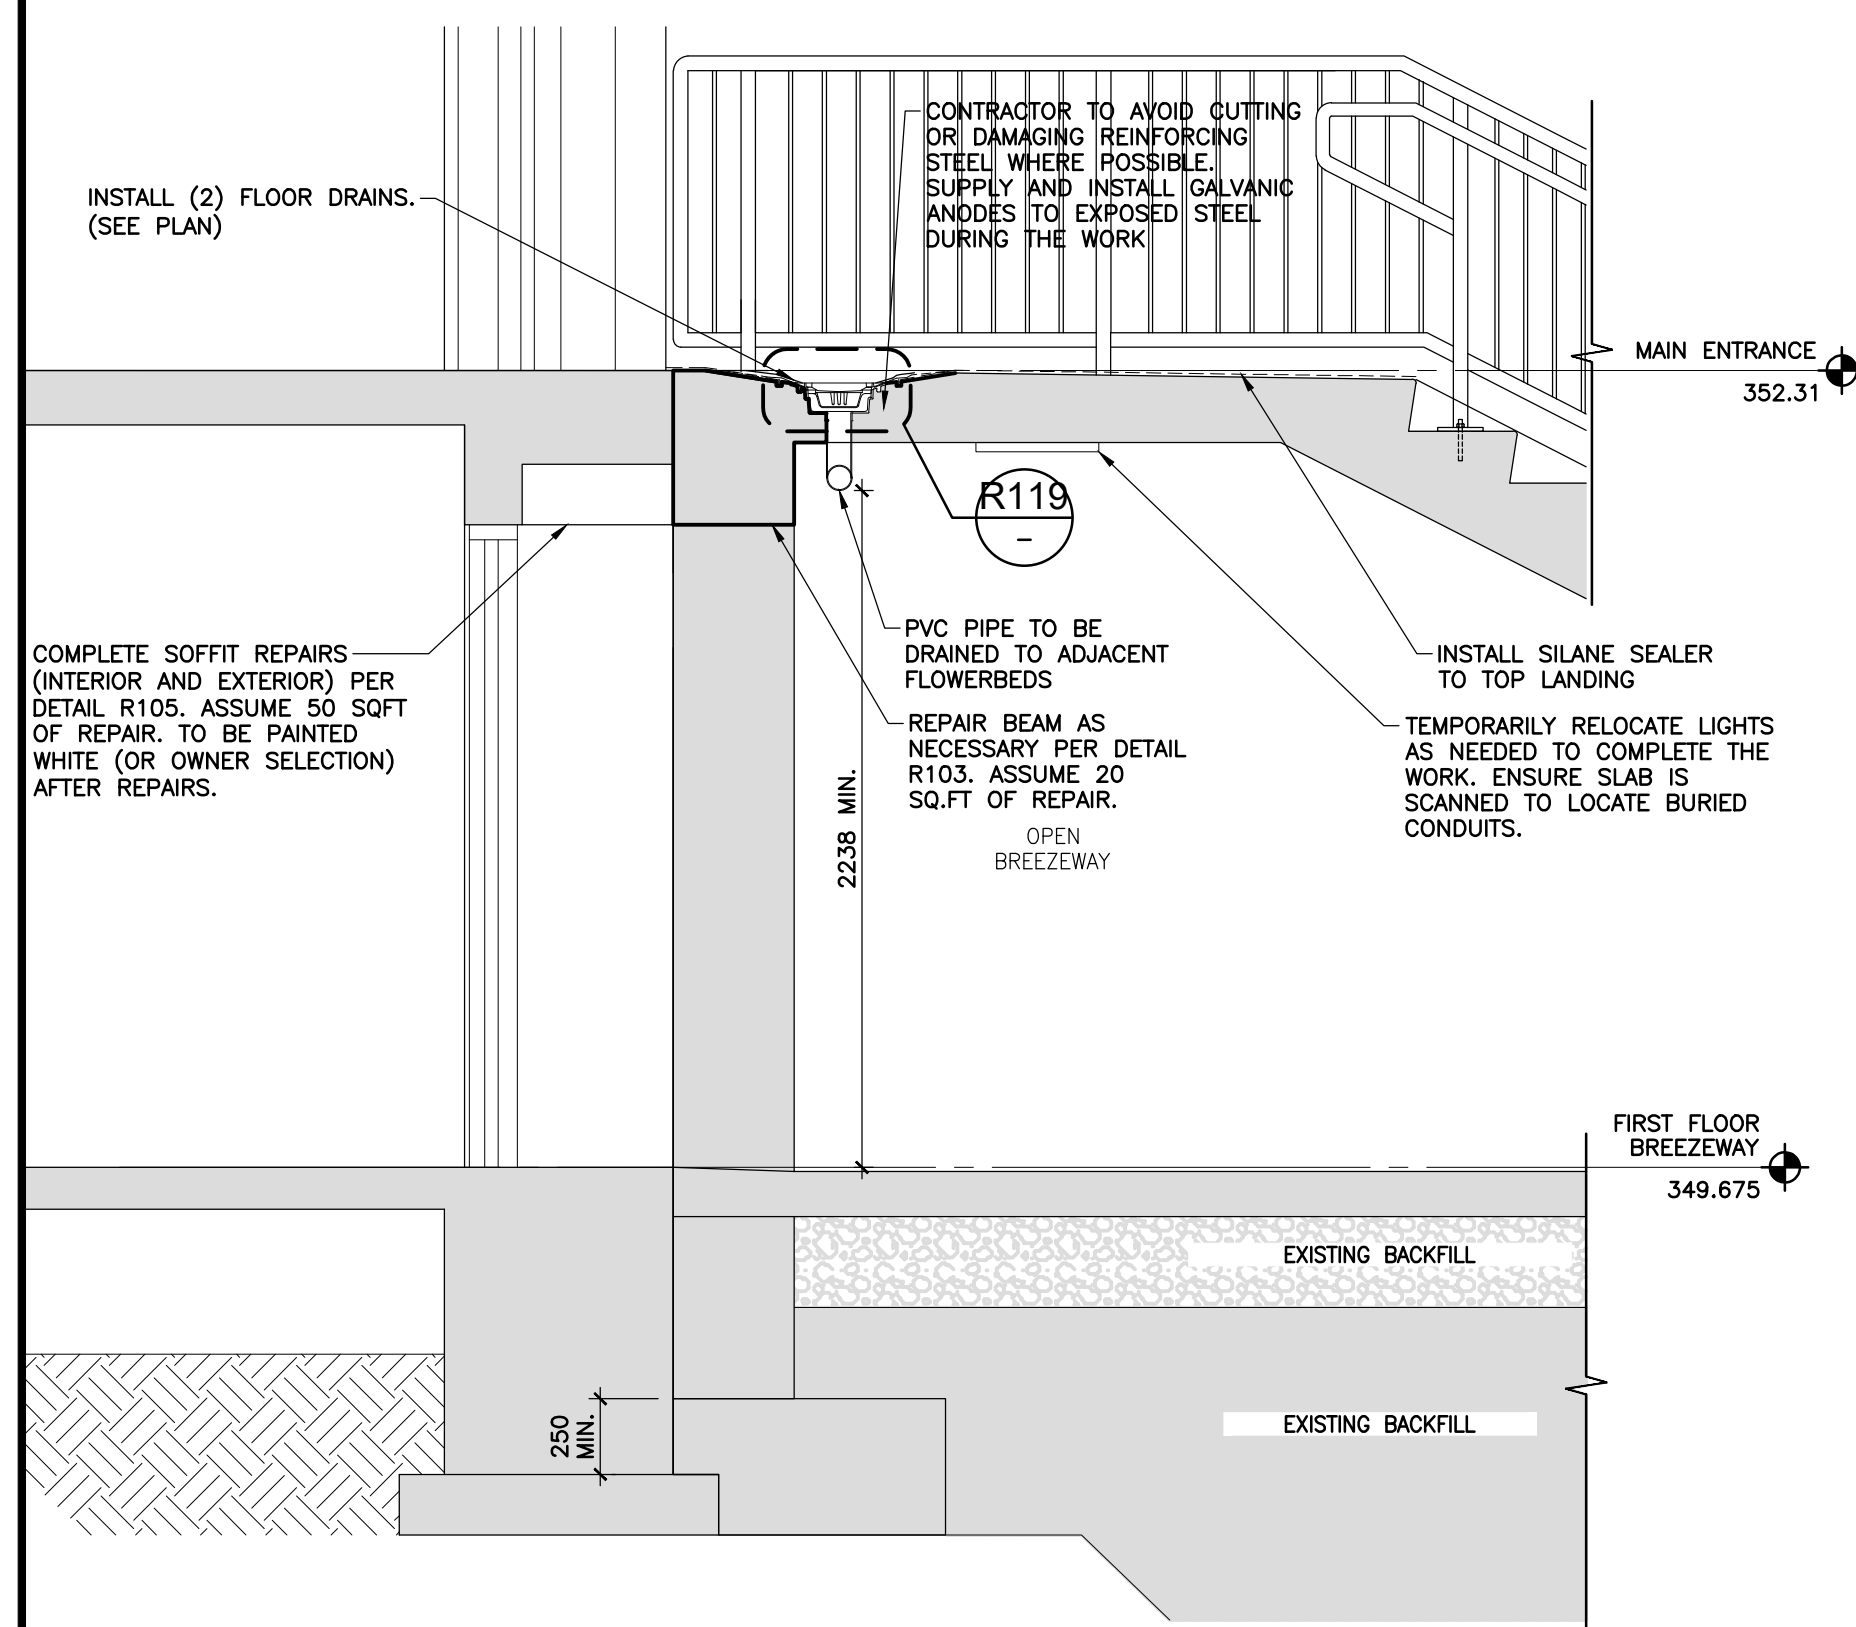 CONTRACTOR TO AVOID CUTTING
OR DAMAGING REINFORCING
STEEL WHERE POSSIBLE.
SUPPLY AND INSTALL GALVANIC
ANODES TO EXPOSED STEEL
DURING THE WORK
INSTALL (2) FLOOR DRAINS.
(SEE PLAN)
MAIN ENTRANCE
352.31
R119
-
COMPLETE SOFFIT REPAIRS
(INTERIOR AND EXTERIOR) PER
DETAIL R105. ASSUME 50 SQFT
OF REPAIR. TO BE PAINTED
WHITE (OR OWNER SELECTION)
AFTER REPAIRS.
PVC PIPE TO BE
DRAINED TO ADJACENT
FLOWERBEDS
REPAIR BEAM AS
NECESSARY PER DETAIL
R103. ASSUME 20
SQ.FT OF REPAIR.
INSTALL SILANE SEALER
TO TOP LANDING
TEMPORARILY RELOCATE LIGHTS
AS NEEDED TO COMPLETE THE
WORK. ENSURE SLAB IS
SCANNED TO LOCATE BURIED
CONDUITS.
2238 MIN.
OPEN
BREEZEWAY
FIRST FLOOR
BREEZEWAY
349.675
EXISTING BACKFILL
250
MIN.
EXISTING BACKFILL